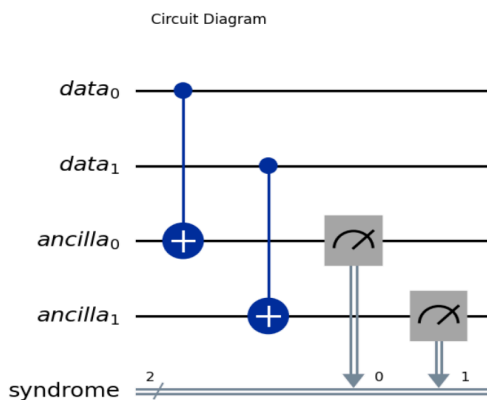 Circuit Diagram
data₀
data₁
ancilla₀
ancilla₁
syndrome 2 0 1